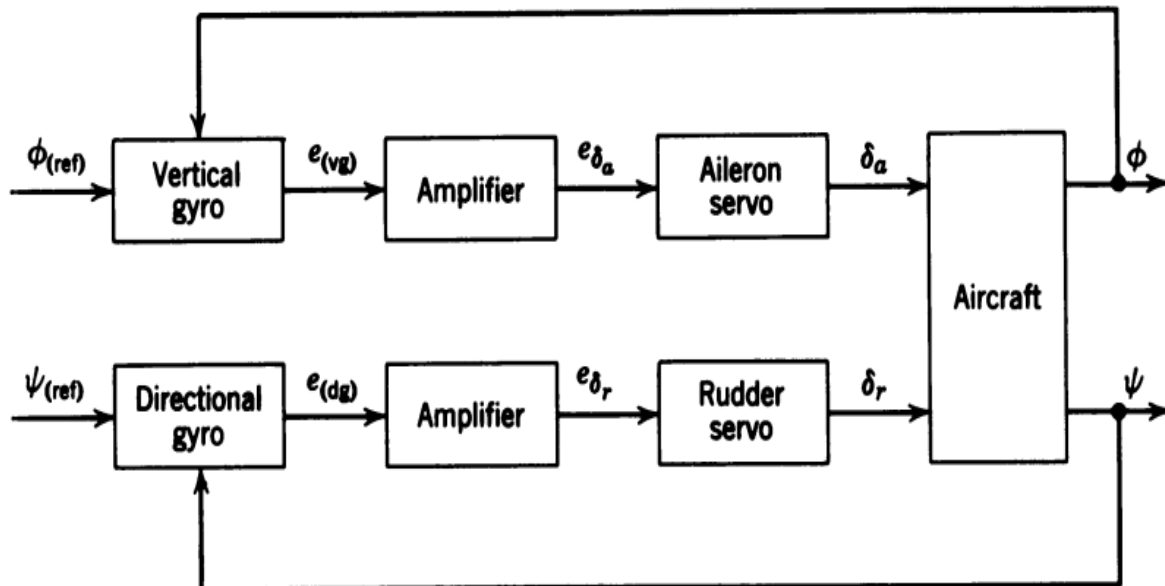 ϕ(ref)
Vertical
gyro
e(vg)
Amplifier
eδₐ
Aileron
servo
δₐ
Aircraft
ϕ
ψ(ref)
Directional
gyro
e(dg)
Amplifier
eδᵣ
Rudder
servo
δᵣ
ψ